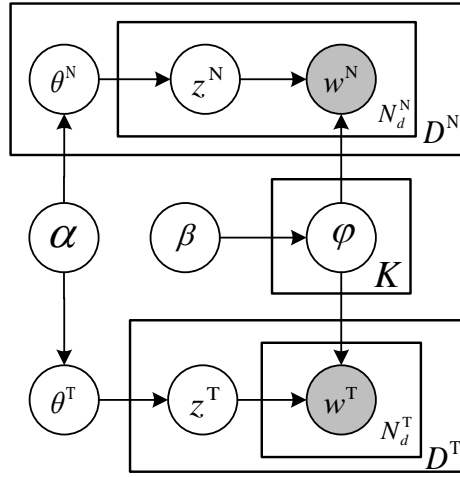 θ^N z^N w^N
N_d^N D^N
α β φ
K
θ^T z^T w^T
N_d^T D^T